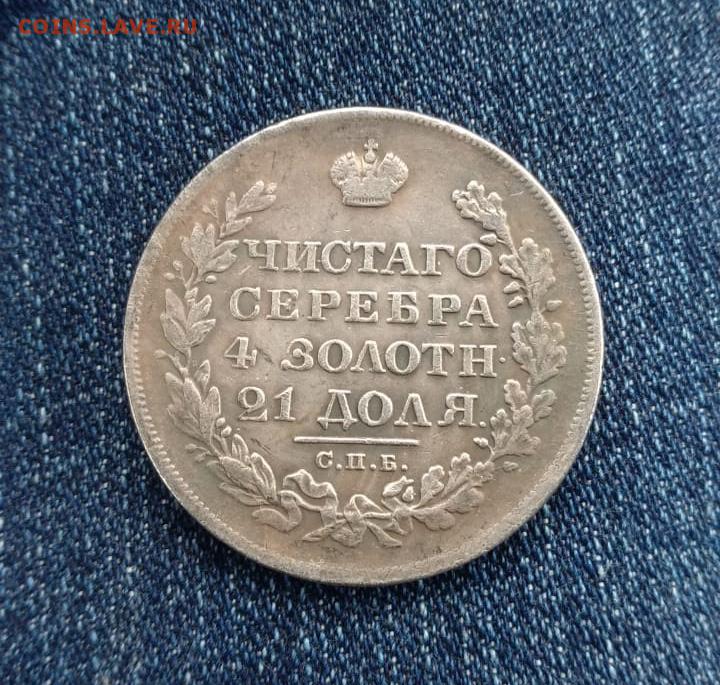 COINS.LAVE.RU
ЧИСТАГО
СЕРЕБРА
4 ЗОЛОТН.
21 ДОЛЯ.
С.П.Б.